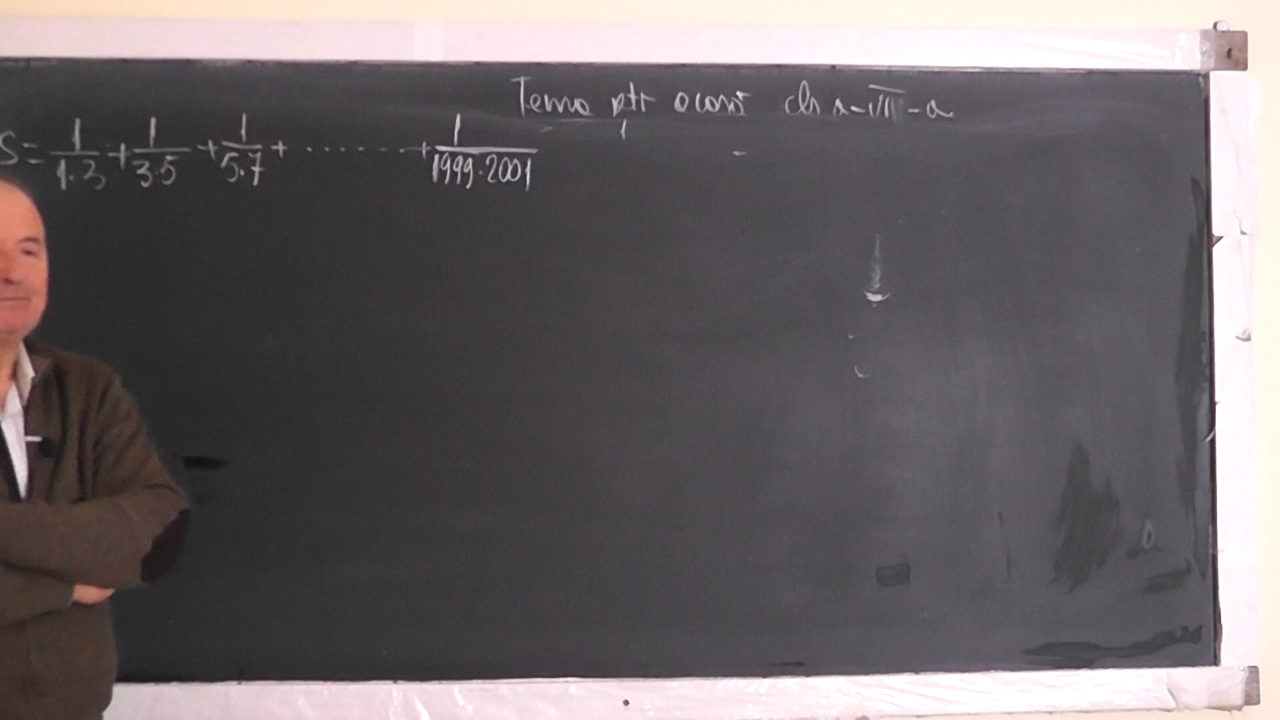 Tema ptr acasă cls a-VII-a
S = 1/1·3 + 1/3·5 + 1/5·7 + ........ + 1/1999·2001